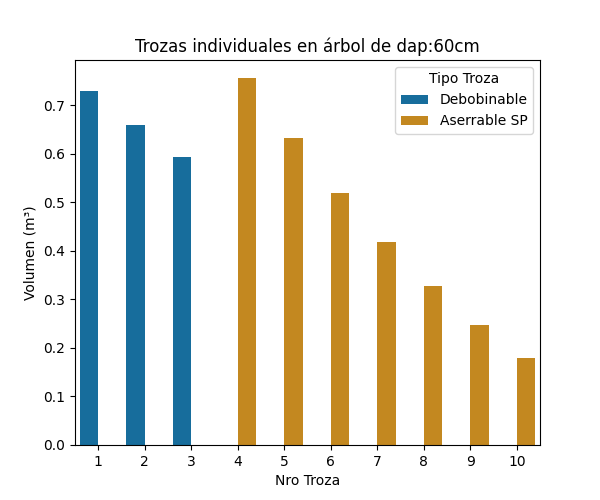 Trozas individuales en árbol de dap:60cm
Tipo Troza
Debobinable
Aserrable SP
Volumen (m³)
0.7
0.6
0.5
0.4
0.3
0.2
0.1
0.0
1 2 3 4 5 6 7 8 9 10
Nro Troza